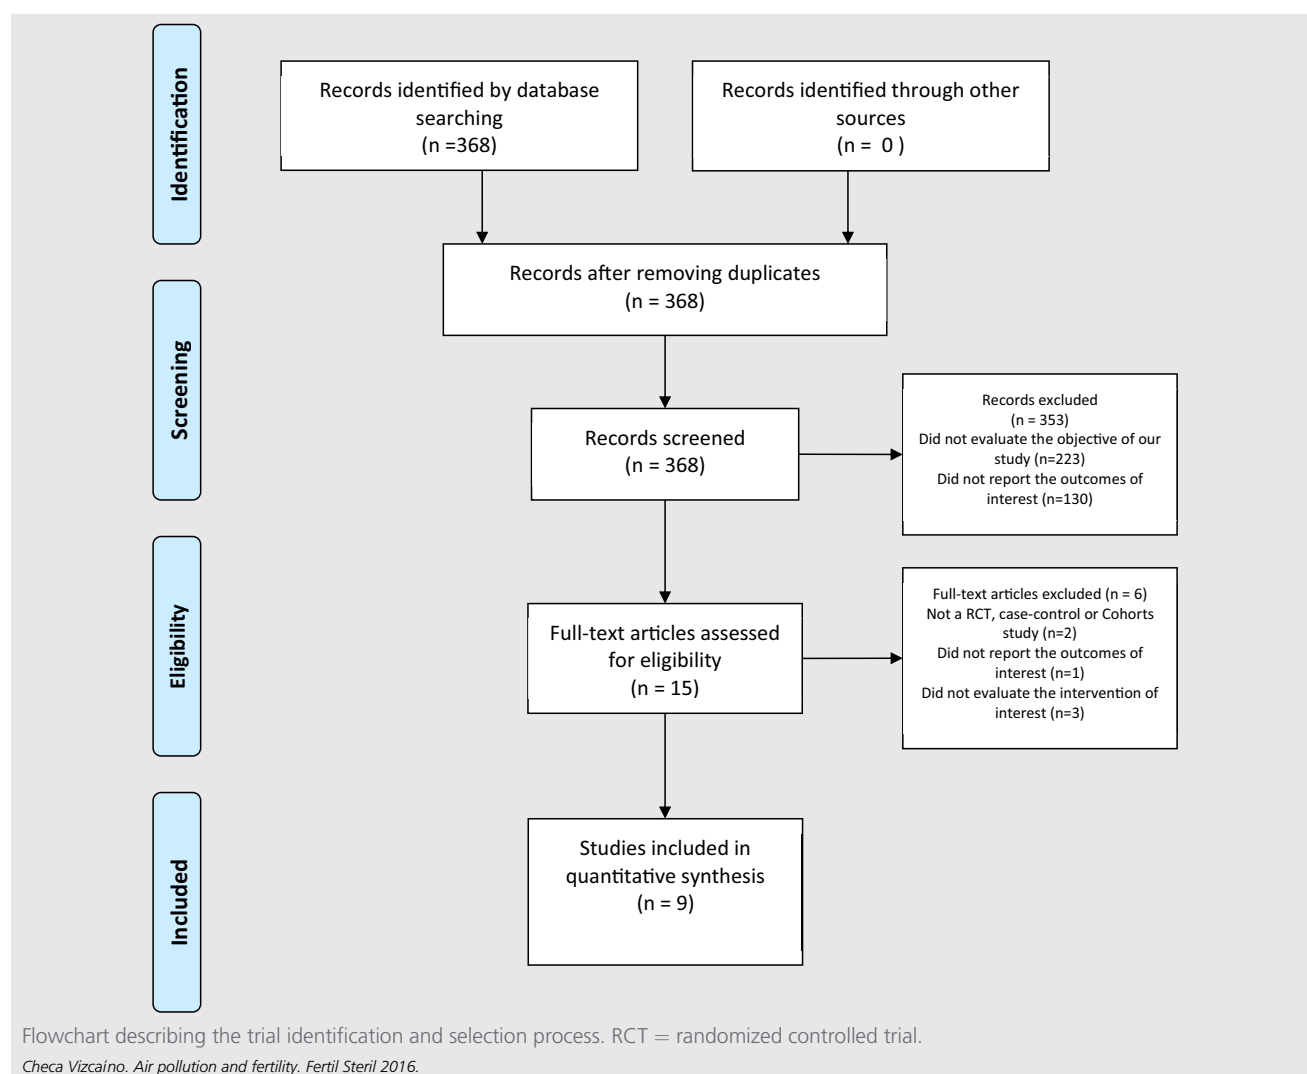 Identification
Records identified by database
searching
(n =368)
Records identified through other
sources
(n =  0 )
Records after removing duplicates
(n = 368)
Screening
Records screened
(n = 368)
Records excluded
(n = 353)
Did not evaluate the objective of our
study (n=223)
Did not report the outcomes of
interest (n=130)
Eligibility
Full-text articles assessed
for eligibility
(n = 15)
Full-text articles excluded (n = 6)
Not a RCT, case-control or Cohorts
study (n=2)
Did not report the outcomes of
interest (n=1)
Did not evaluate the intervention of
interest (n=3)
Included
Studies included in
quantitative synthesis
(n = 9)
Flowchart describing the trial identification and selection process. RCT = randomized controlled trial.
Checa Vizcaíno. Air pollution and fertility. Fertil Steril 2016.